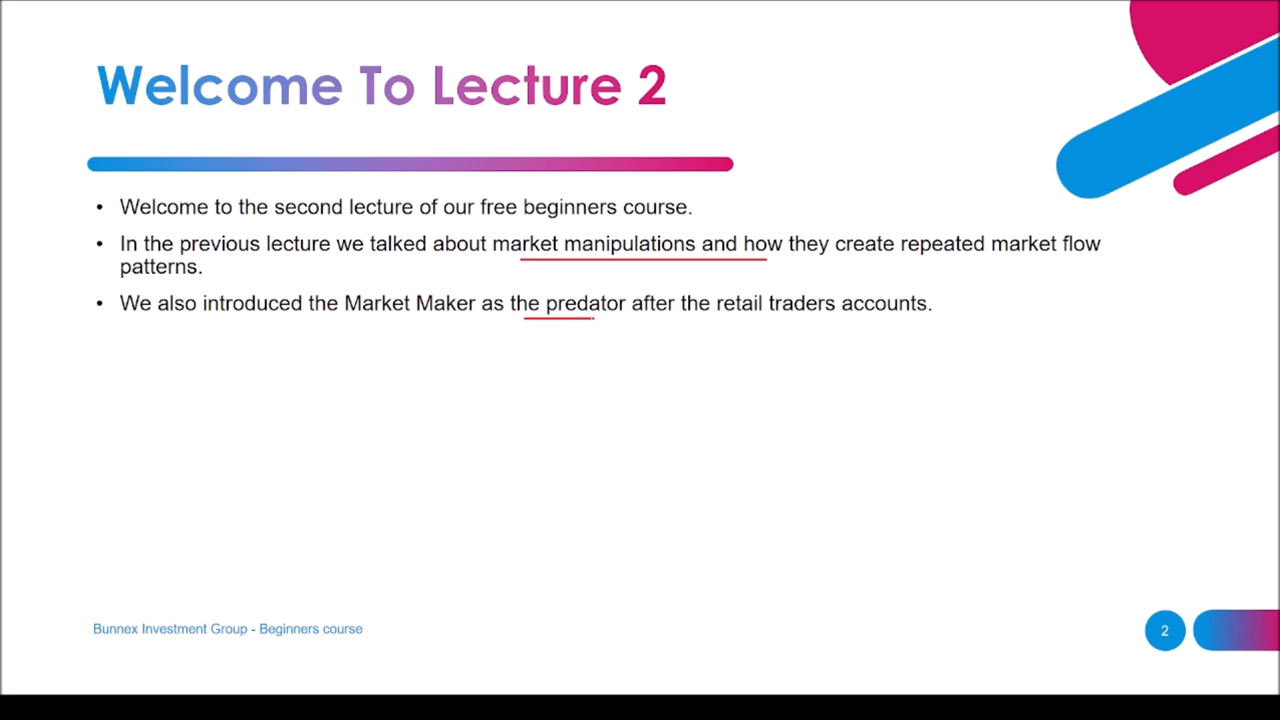 Welcome To Lecture 2
• Welcome to the second lecture of our free beginners course.
• In the previous lecture we talked about market manipulations and how they create repeated market flow
patterns.
• We also introduced the Market Maker as the predator after the retail traders accounts.
Bunnex Investment Group - Beginners course
2